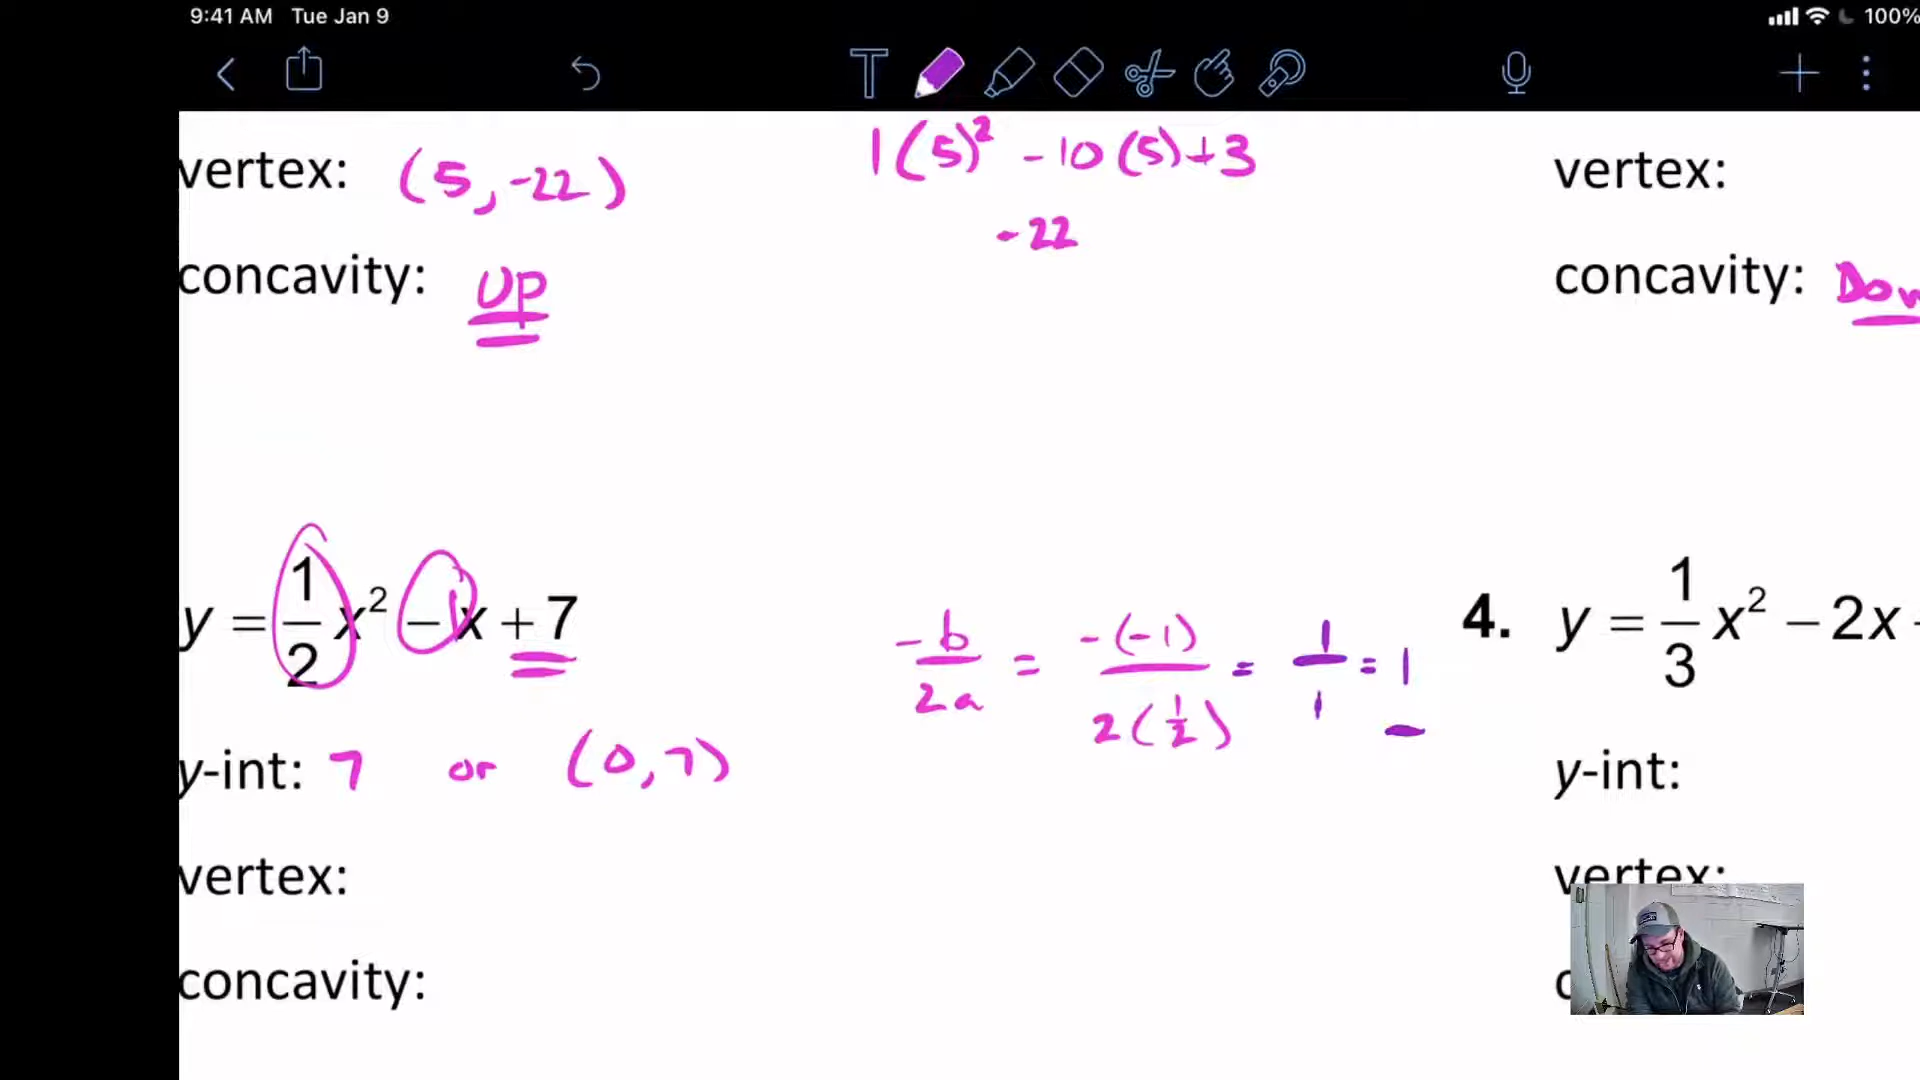 9:41 AM Tue Jan 9
100%
vertex: (5, -22)
1(5)² - 10(5) + 3
-22
concavity: UP
vertex:
concavity:
y = 1/2 x² - 1x + 7
-b/2a = -(-1)/2(1/2) = 1/1 = 1
y-int: 7 or (0, 7)
vertex:
concavity:
4. y = 1/3 x² - 2x
y-int:
vertex: